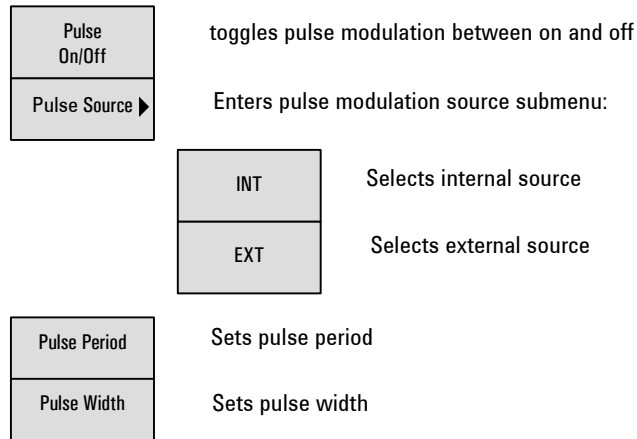 Pulse
On/Off
toggles pulse modulation between on and off
Pulse Source
Enters pulse modulation source submenu:
INT
Selects internal source
EXT
Selects external source
Pulse Period
Sets pulse period
Pulse Width
Sets pulse width